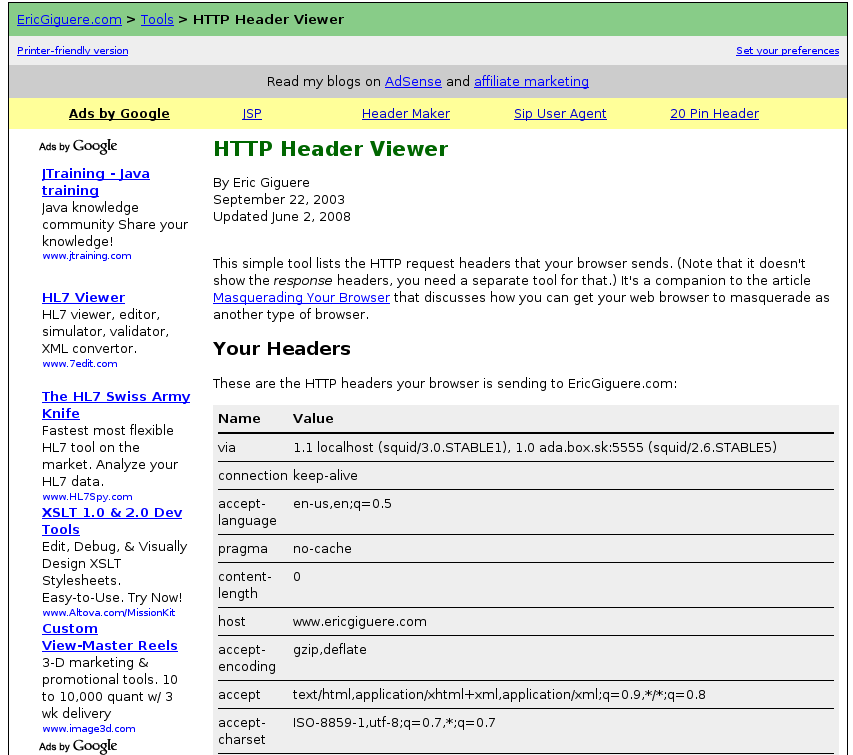 EricGiguere.com > Tools > HTTP Header Viewer
Printer-friendly version Set your preferences
Read my blogs on AdSense and affiliate marketing
Ads by Google JSP Header Maker Sip User Agent 20 Pin Header
Ads by Google
JTraining - Java
training
Java knowledge
community Share your
knowledge!
www.jtraining.com
HL7 Viewer
HL7 viewer, editor,
simulator, validator,
XML convertor.
www.7edit.com
The HL7 Swiss Army
Knife
Fastest most flexible
HL7 tool on the
market. Analyze your
HL7 data.
www.HL7Spy.com
XSLT 1.0 & 2.0 Dev
Tools
Edit, Debug, & Visually
Design XSLT
Stylesheets.
Easy-to-Use. Try Now!
www.Altova.com/MissionKit
Custom
View-Master Reels
3-D marketing &
promotional tools. 10
to 10,000 quant w/ 3
wk delivery
www.image3d.com
Ads by Google
HTTP Header Viewer
By Eric Giguere
September 22, 2003
Updated June 2, 2008
This simple tool lists the HTTP request headers that your browser sends. (Note that it doesn't
show the response headers, you need a separate tool for that.) It's a companion to the article
Masquerading Your Browser that discusses how you can get your web browser to masquerade as
another type of browser.
Your Headers
These are the HTTP headers your browser is sending to EricGiguere.com:
Name Value
via 1.1 localhost (squid/3.0.STABLE1), 1.0 ada.box.sk:5555 (squid/2.6.STABLE5)
connection keep-alive
accept- en-us,en;q=0.5
language
pragma no-cache
content- 0
length
host www.ericgiguere.com
accept- gzip,deflate
encoding
accept text/html,application/xhtml+xml,application/xml;q=0.9,*/*;q=0.8
accept- ISO-8859-1,utf-8;q=0.7,*;q=0.7
charset